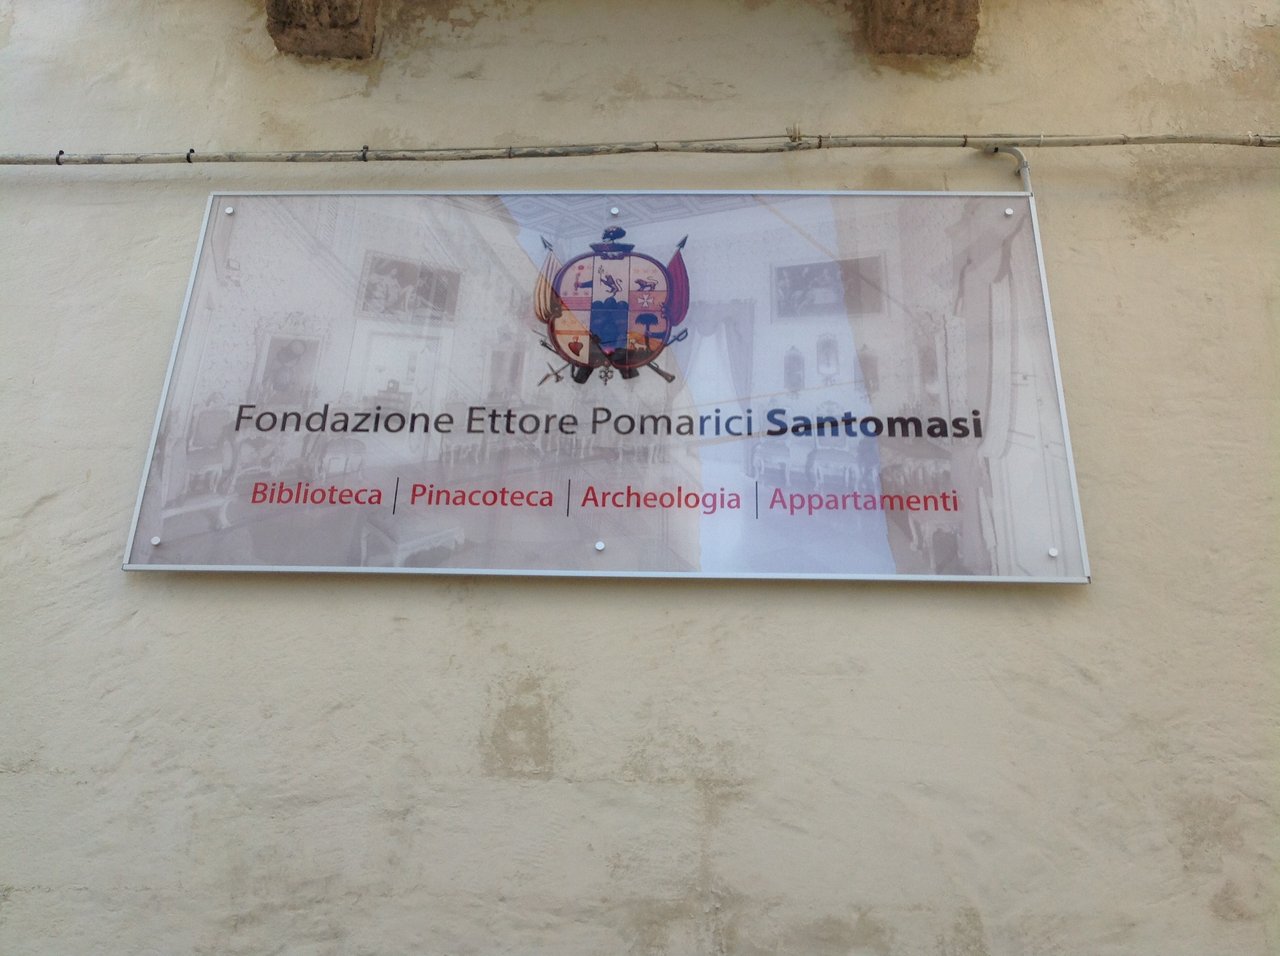 Fondazione Ettore Pomarici Santomasi
Biblioteca | Pinacoteca | Archeologia | Appartamenti